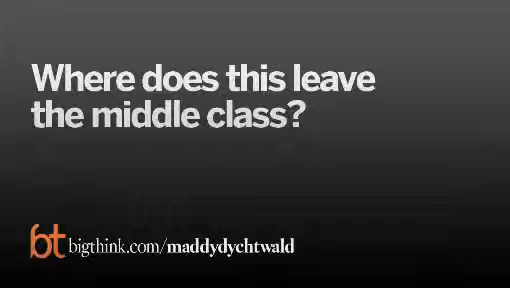 Where does this leave
the middle class?
bt bigthink.com/maddydychtwald